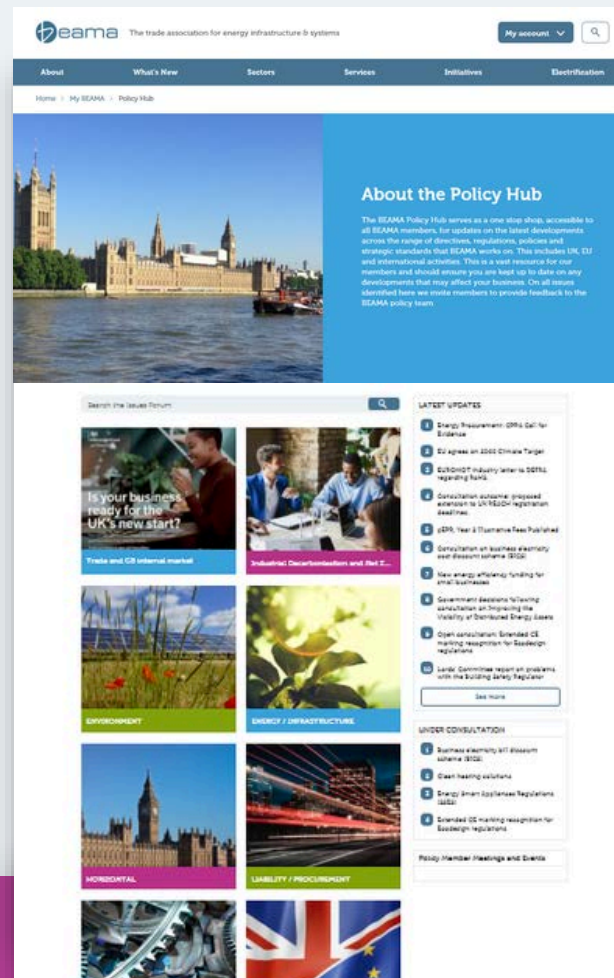 beama
The trade association for energy infrastructure & systems
My account
About
What's New
Sectors
Services
Initiatives
Electrification
Home
My BEAMA
Policy Hub
About the Policy Hub
The BEAMA Policy Hub serves as a one stop shop, accessible to
all BEAMA members, for updates on the latest developments
across the range of directives, regulations, policies and
strategic standards that BEAMA works on. This includes UK, EU
and international activities. This is a vast resource for our
members and should ensure you are kept up to date on any
developments that may affect your business. On all issues
identified here we invite members to provide feedback to the
BEAMA policy team
Search the Issues Forum
Is your business
ready for the
UK's new start?
Trade and GB internal market
Industrial Decarbonisation and Net Z...
ENVIRONMENT
ENERGY / INFRASTRUCTURE
HORIZONTAL
LIABILITY / PROCUREMENT
LATEST UPDATES
1 Energy Procurement: Call for
Evidence
2 EU agrees on Climate Target
3 industry letter to DEFRA
regarding RoHS
4 Consultation outcome: proposed
extension to UK REACH registration
deadlines
5 pEPR, Year 2 Illustrative Fees Published
6 Consultation on business electricity
cost discount scheme
7 New energy efficiency funding for
small businesses
8 Government decisions following
consultation on Improving the
Visibility of Distributed Energy Assets
9 Open consultation: Extended CE
marking recognition for Ecodesign
regulations
10 Lords' Committee report on problems
with the Building Safety Regulator
See more
UNDER CONSULTATION
1 Business electricity bill discount
scheme
2 Clean heating solutions
3 Energy Smart Appliances Regulations
4 Extended CE marking recognition for
Ecodesign regulations
Policy Member Meetings and Events